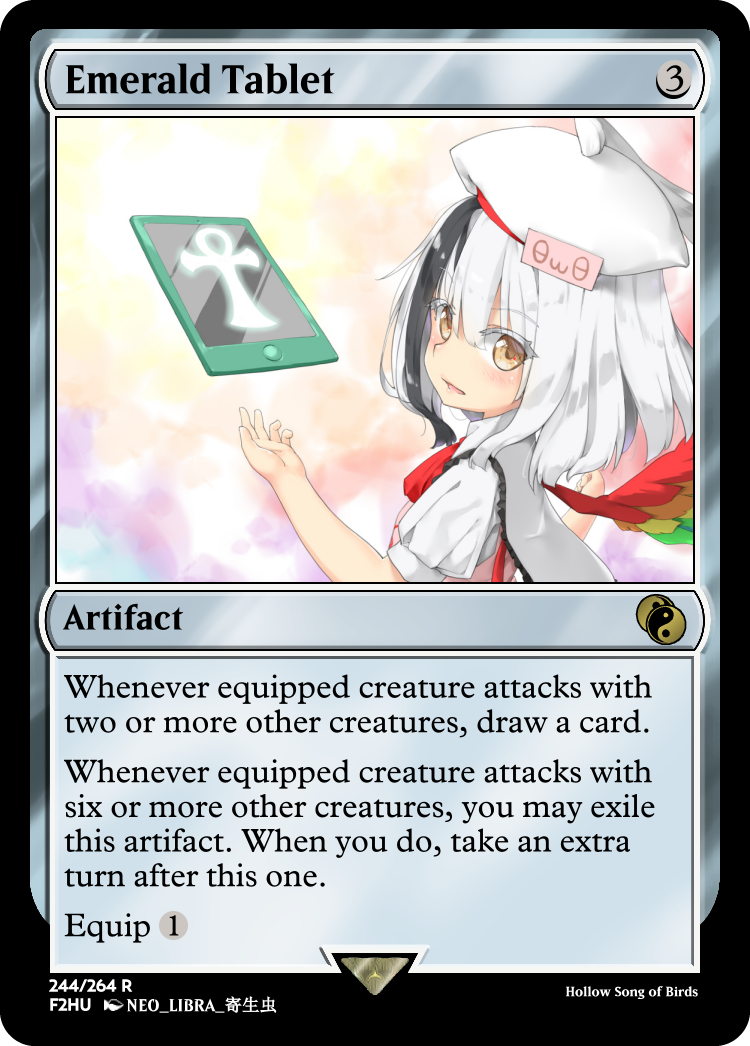 Emerald Tablet 3
θωθ
Artifact
Whenever equipped creature attacks with
two or more other creatures, draw a card.
Whenever equipped creature attacks with
six or more other creatures, you may exile
this artifact. When you do, take an extra
turn after this one.
Equip 1
244/264 R
F2HU NEO_LIBRA_寄生虫
Hollow Song of Birds